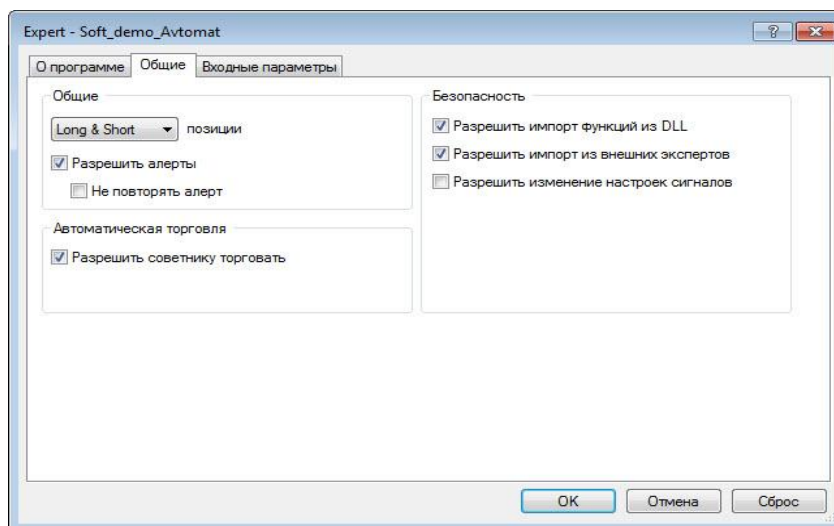 Expert - Soft_demo_Avtomat
О программе
Общие
Входные параметры
Общие
Long & Short
позиции
Разрешить алерты
Не повторять алерт
Автоматическая торговля
Разрешить советнику торговать
Безопасность
Разрешить импорт функций из DLL
Разрешить импорт из внешних экспертов
Разрешить изменение настроек сигналов
OK
Отмена
Сброс